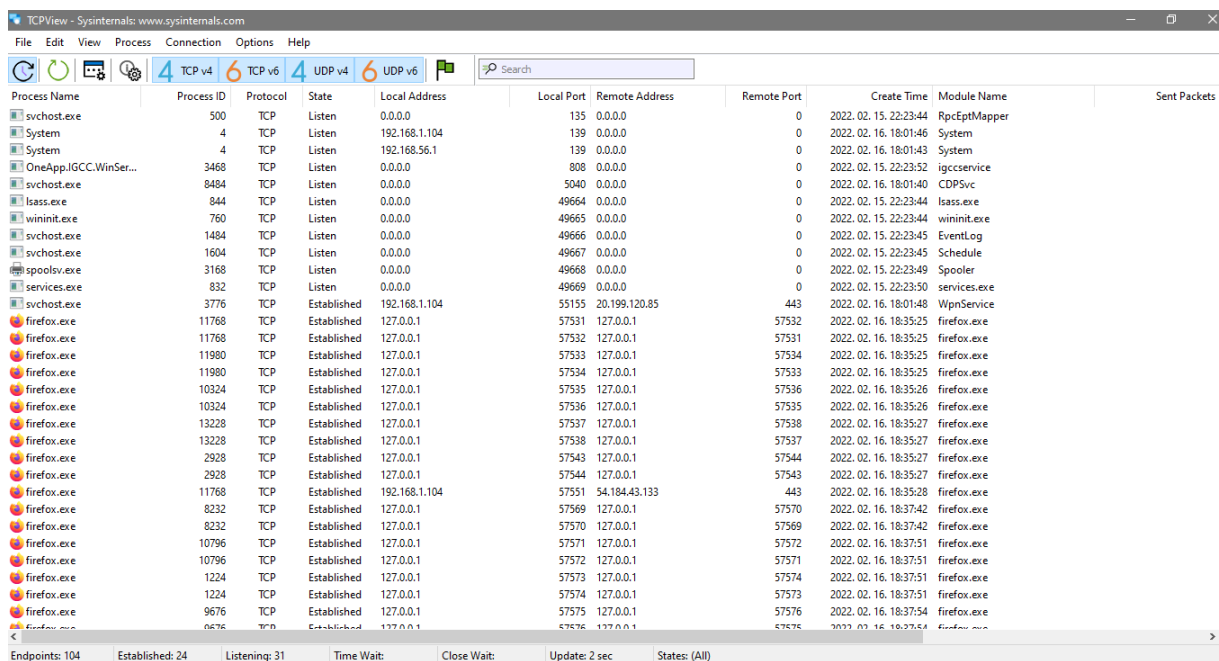 TCPView - Sysinternals: www.sysinternals.com
File Edit View Process Connection Options Help
4 TCP v4 6 TCP v6 4 UDP v4 6 UDP v6 Search
Process Name Process ID Protocol State Local Address Local Port Remote Address Remote Port Create Time Module Name Sent Packets
svchost.exe 500 TCP Listen 0.0.0.0 135 0.0.0.0 0 2022. 02. 15. 22:23:44 RpcEptMapper
System 4 TCP Listen 192.168.1.104 139 0.0.0.0 0 2022. 02. 16. 18:01:46 System
System 4 TCP Listen 192.168.56.1 139 0.0.0.0 0 2022. 02. 16. 18:01:43 System
OneApp.IGCC.WinSer... 3468 TCP Listen 0.0.0.0 808 0.0.0.0 0 2022. 02. 15. 22:23:52 igccservice
svchost.exe 8484 TCP Listen 0.0.0.0 5040 0.0.0.0 0 2022. 02. 16. 18:01:40 CDPSvc
lsass.exe 844 TCP Listen 0.0.0.0 49664 0.0.0.0 0 2022. 02. 15. 22:23:44 lsass.exe
wininit.exe 760 TCP Listen 0.0.0.0 49665 0.0.0.0 0 2022. 02. 15. 22:23:44 wininit.exe
svchost.exe 1484 TCP Listen 0.0.0.0 49666 0.0.0.0 0 2022. 02. 15. 22:23:45 EventLog
svchost.exe 1604 TCP Listen 0.0.0.0 49667 0.0.0.0 0 2022. 02. 15. 22:23:45 Schedule
spoolsv.exe 3168 TCP Listen 0.0.0.0 49668 0.0.0.0 0 2022. 02. 15. 22:23:49 Spooler
services.exe 832 TCP Listen 0.0.0.0 49669 0.0.0.0 0 2022. 02. 15. 22:23:50 services.exe
svchost.exe 3776 TCP Established 192.168.1.104 55155 20.199.120.85 443 2022. 02. 16. 18:01:48 WpnService
firefox.exe 11768 TCP Established 127.0.0.1 57531 127.0.0.1 57532 2022. 02. 16. 18:35:25 firefox.exe
firefox.exe 11768 TCP Established 127.0.0.1 57532 127.0.0.1 57531 2022. 02. 16. 18:35:25 firefox.exe
firefox.exe 11980 TCP Established 127.0.0.1 57533 127.0.0.1 57534 2022. 02. 16. 18:35:25 firefox.exe
firefox.exe 11980 TCP Established 127.0.0.1 57534 127.0.0.1 57533 2022. 02. 16. 18:35:25 firefox.exe
firefox.exe 10324 TCP Established 127.0.0.1 57535 127.0.0.1 57536 2022. 02. 16. 18:35:26 firefox.exe
firefox.exe 10324 TCP Established 127.0.0.1 57536 127.0.0.1 57535 2022. 02. 16. 18:35:26 firefox.exe
firefox.exe 13228 TCP Established 127.0.0.1 57537 127.0.0.1 57538 2022. 02. 16. 18:35:27 firefox.exe
firefox.exe 13228 TCP Established 127.0.0.1 57538 127.0.0.1 57537 2022. 02. 16. 18:35:27 firefox.exe
firefox.exe 2928 TCP Established 127.0.0.1 57543 127.0.0.1 57544 2022. 02. 16. 18:35:27 firefox.exe
firefox.exe 2928 TCP Established 127.0.0.1 57544 127.0.0.1 57543 2022. 02. 16. 18:35:27 firefox.exe
firefox.exe 11768 TCP Established 192.168.1.104 57551 54.184.43.133 443 2022. 02. 16. 18:35:28 firefox.exe
firefox.exe 8232 TCP Established 127.0.0.1 57569 127.0.0.1 57570 2022. 02. 16. 18:37:42 firefox.exe
firefox.exe 8232 TCP Established 127.0.0.1 57570 127.0.0.1 57569 2022. 02. 16. 18:37:42 firefox.exe
firefox.exe 10796 TCP Established 127.0.0.1 57571 127.0.0.1 57572 2022. 02. 16. 18:37:51 firefox.exe
firefox.exe 10796 TCP Established 127.0.0.1 57572 127.0.0.1 57571 2022. 02. 16. 18:37:51 firefox.exe
firefox.exe 1224 TCP Established 127.0.0.1 57573 127.0.0.1 57574 2022. 02. 16. 18:37:51 firefox.exe
firefox.exe 1224 TCP Established 127.0.0.1 57574 127.0.0.1 57573 2022. 02. 16. 18:37:51 firefox.exe
firefox.exe 9676 TCP Established 127.0.0.1 57575 127.0.0.1 57576 2022. 02. 16. 18:37:54 firefox.exe
firefox.exe 9676 TCP Established 127.0.0.1 57576 127.0.0.1 57575 2022. 02. 16. 18:37:54 firefox.exe
Endpoints: 104 Established: 24 Listening: 31 Time Wait: Close Wait: Update: 2 sec States: (All)